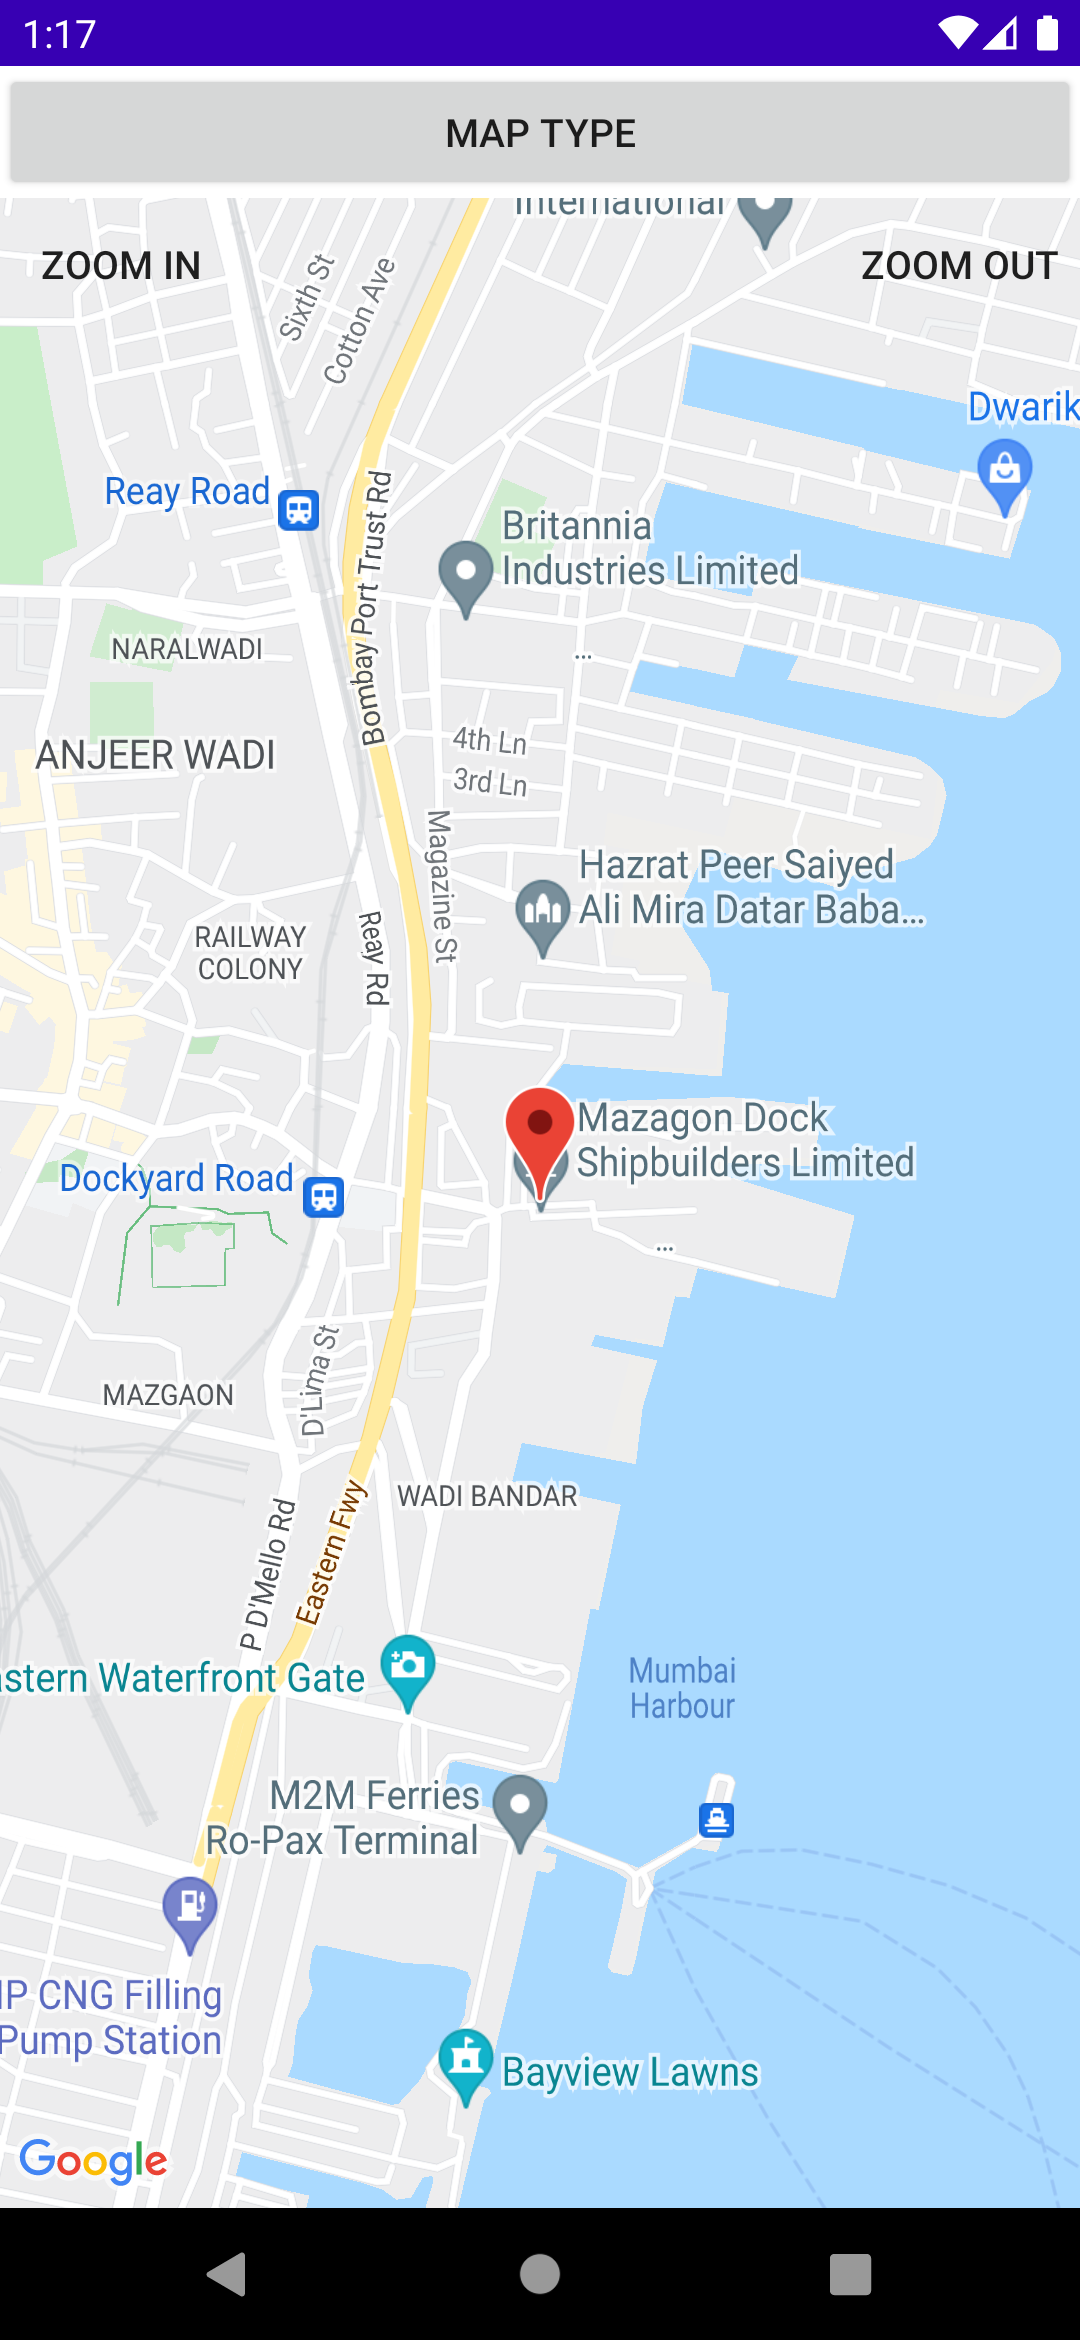 1:17
MAP TYPE
International
ZOOM IN
ZOOM OUT
Sixth St
Cotton Ave
Dwarik
Reay Road
Bombay Port Trust Rd
Britannia
Industries Limited
NARALWADI
...
ANJEER WADI
4th Ln
3rd Ln
Magazine St
Hazrat Peer Saiyed
Ali Mira Datar Baba...
RAILWAY
COLONY
Reay Rd
Mazagon Dock
Shipbuilders Limited
Dockyard Road
...
D'Lima St
MAZGAON
WADI BANDAR
P D'Mello Rd
Eastern Fwy
astern Waterfront Gate
Mumbai
Harbour
M2M Ferries
Ro-Pax Terminal
IP CNG Filling
Pump Station
Bayview Lawns
Google